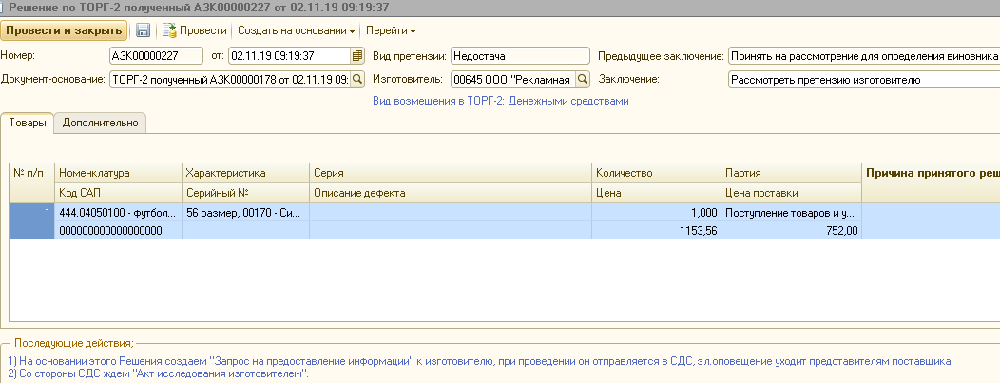 Решение по ТОРГ-2 полученный АЗК00000227 от 02.11.19 09:19:37
Провести и закрыть Провести Создать на основании Перейти
Номер: АЗК00000227 от: 02.11.19 09:19:37 Вид претензии: Недостача Предыдущее заключение: Принять на рассмотрение для определения виновника
Документ-основание: ТОРГ-2 полученный АЗК00000178 от 02.11.19 09: Изготовитель: 00645 ООО "Рекламная Заключение: Рассмотреть претензию изготовителю
Вид возмещения в ТОРГ-2: Денежными средствами
Товары Дополнительно
№ п/п Номенклатура Характеристика Серия Количество Партия Причина принятого реш
Код САП Серийный № Описание дефекта Цена Цена поставки
1 444.04050100 - Футбол... 56 размер, 00170 - Си... 1,000 Поступление товаров и у...
000000000000000000 1153,56 752,00
Последующие действия:
1) На основании этого Решения создаем "Запрос на предоставление информации" к изготовителю, при проведении он отправляется в СДС, эл.оповещение уходит представителям поставщика.
2) Со стороны СДС ждем "Акт исследования изготовителем".